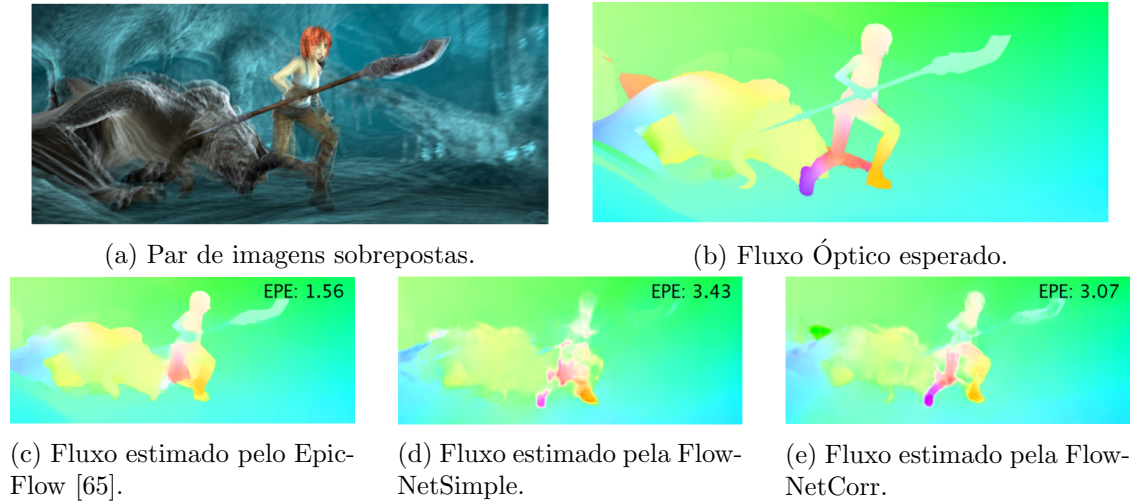 (a) Par de imagens sobrepostas.
(b) Fluxo Óptico esperado.
EPE: 1.56
EPE: 3.43
EPE: 3.07
(c) Fluxo estimado pelo Epic-
Flow [65].
(d) Fluxo estimado pela Flow-
NetSimple.
(e) Fluxo estimado pela Flow-
NetCorr.